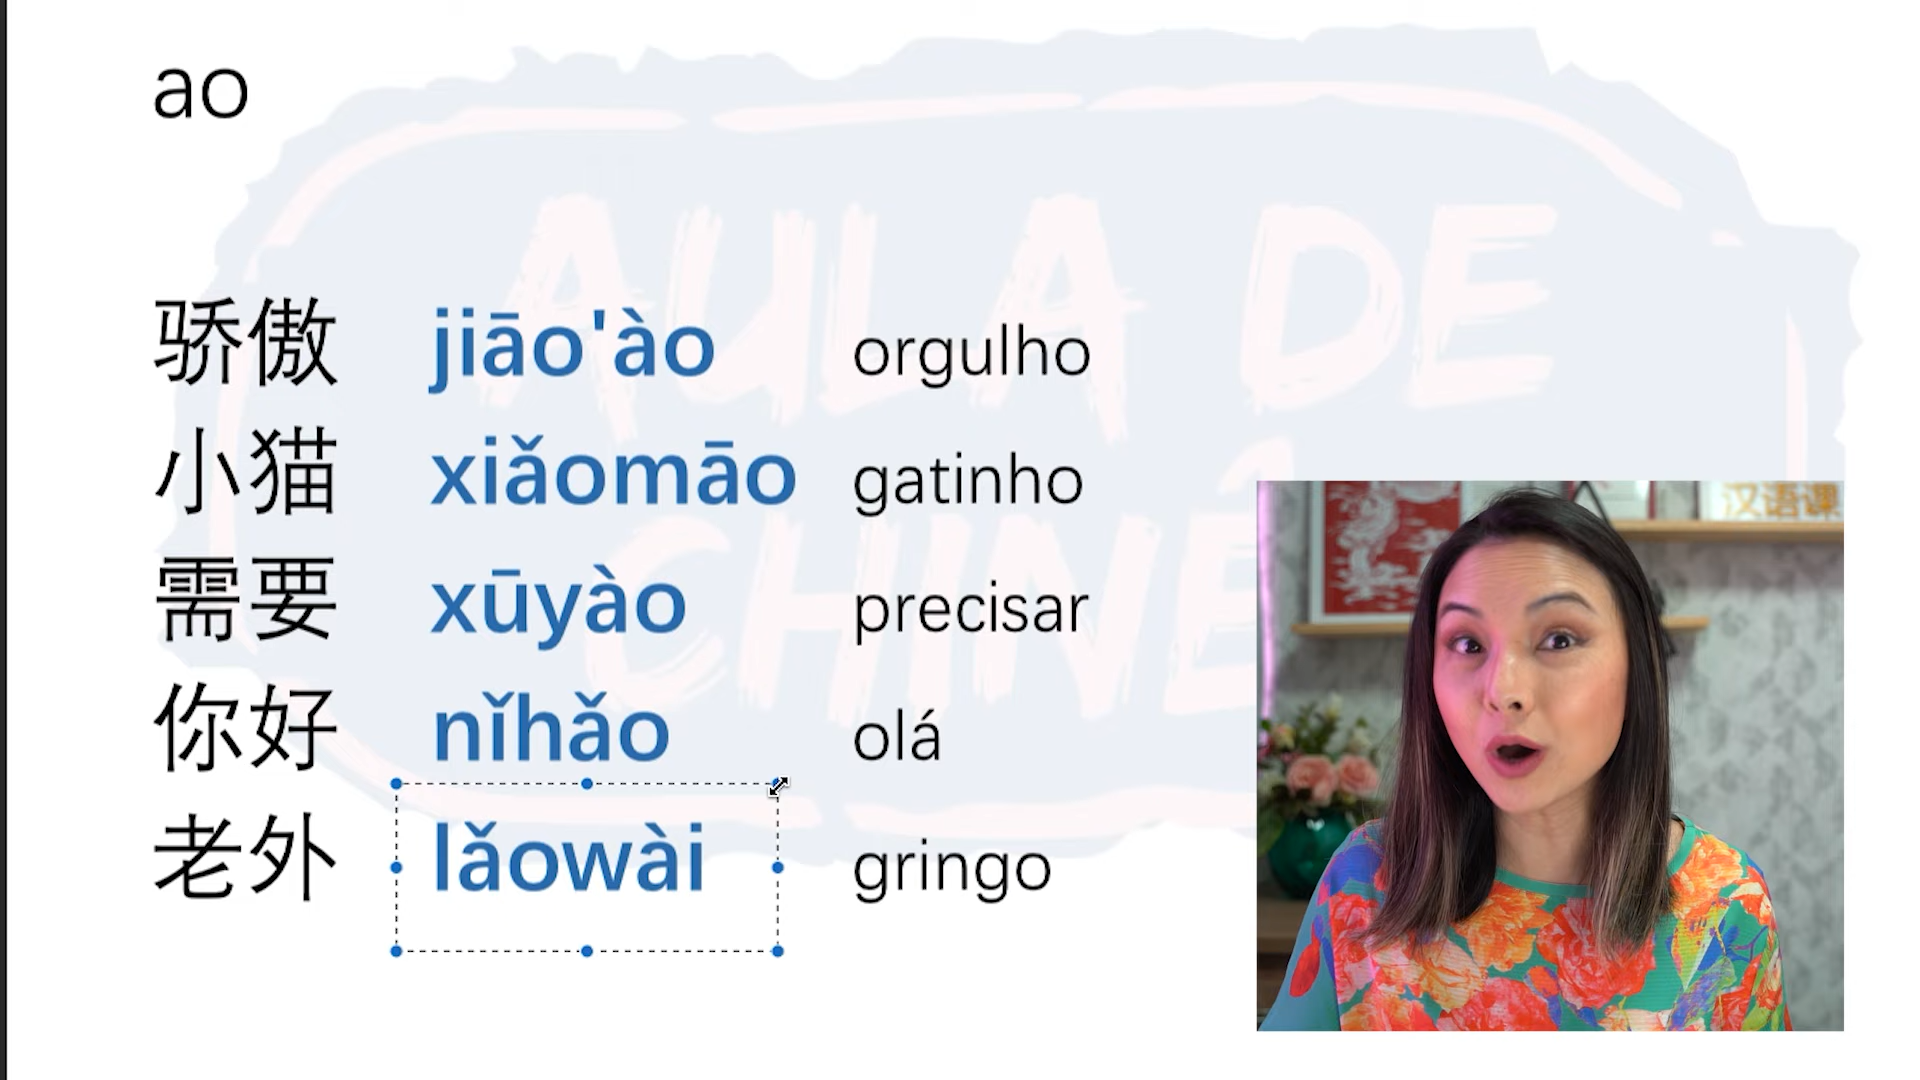 ao
骄傲 jiāo'ào orgulho
小猫 xiǎomāo gatinho
需要 xūyào precisar
你好 nǐhǎo olá
老外 lǎowài gringo
AULA DE
CHINÊ
汉语课